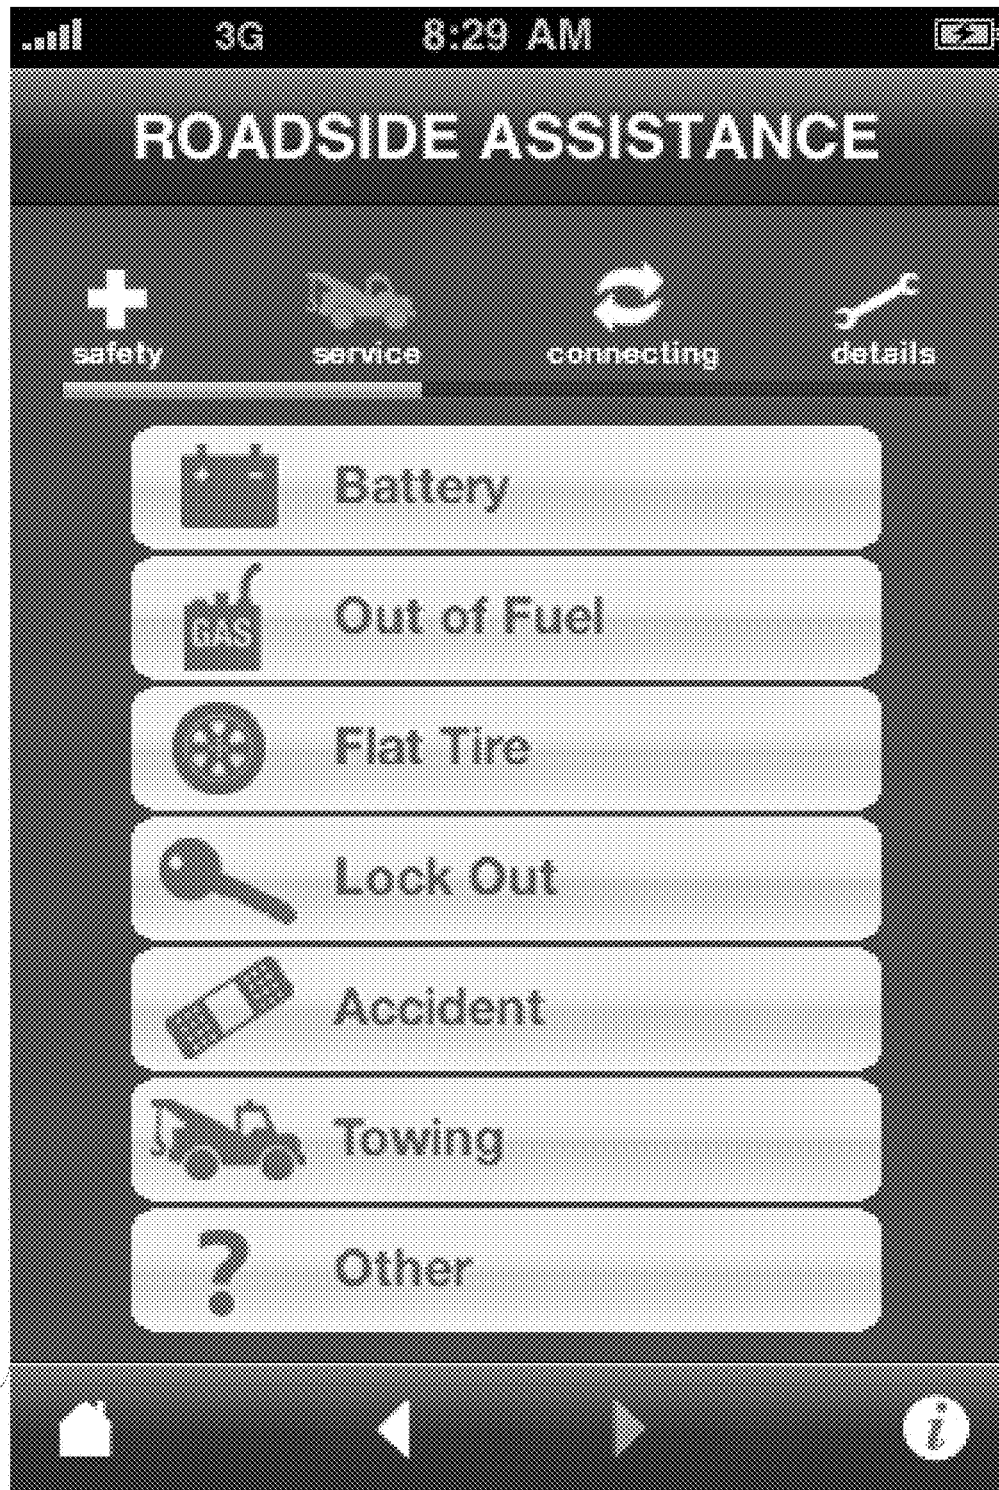 3G 8:29 AM
ROADSIDE ASSISTANCE
safety service connecting details
Battery
GAS
Out of Fuel
Flat Tire
Lock Out
Accident
Towing
? Other
i